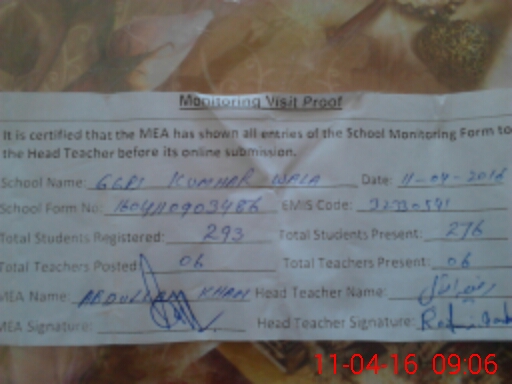 Monitoring Visit Proof
It is certified that the MEA has shown all entries of the School Monitoring Form to
the Head Teacher before its online submission.
School Name: GGPS KUMHAR WALA Date: 11-04-2016
School Form No: EMIS Code:
Total Students Registered: 293 Total Students Present: 276
Total Teachers Posted: 06 Total Teachers Present: 06
MEA Name: ABDULLAH KHAN Head Teacher Name:
MEA Signature: Head Teacher Signature:
11-04-16 09:06